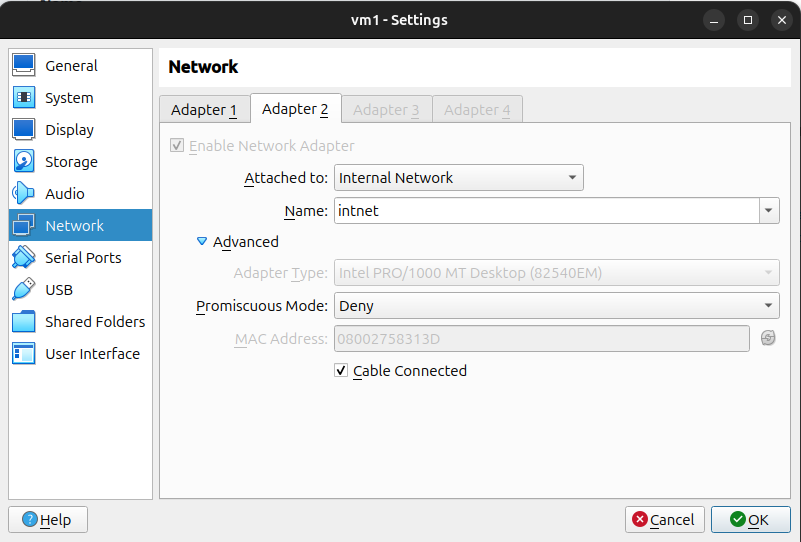 vm1 - Settings
General
System
Display
Storage
Audio
Network
Serial Ports
USB
Shared Folders
User Interface
Network
Adapter 1 Adapter 2 Adapter 3 Adapter 4
Enable Network Adapter
Attached to: Internal Network
Name: intnet
Advanced
Adapter Type: Intel PRO/1000 MT Desktop (82540EM)
Promiscuous Mode: Deny
MAC Address: 08002758313D
Cable Connected
Help Cancel OK